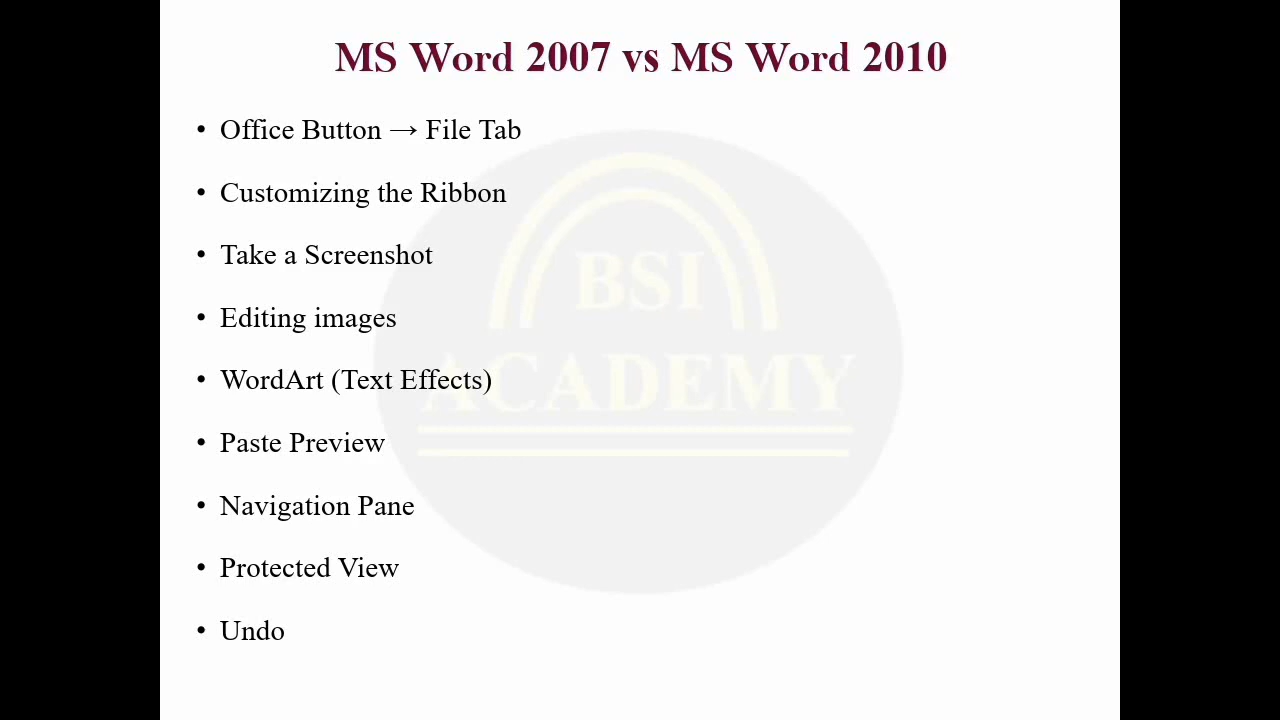 MS Word 2007 vs MS Word 2010
• Office Button → File Tab
• Customizing the Ribbon
• Take a Screenshot
• Editing images
• WordArt (Text Effects)
• Paste Preview
• Navigation Pane
• Protected View
• Undo
BSI
ACADEMY